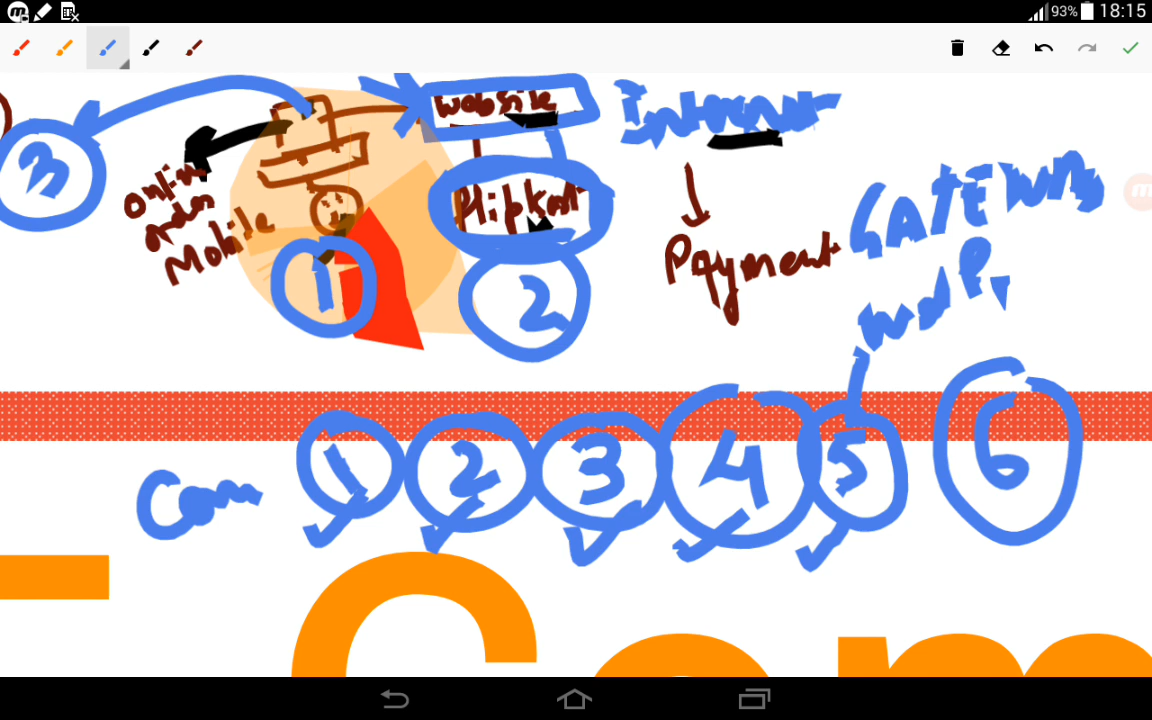 93% 18:15
website
Internet
3
online
order
Mobile
flipkart
GATEWAY
Payment
1
2
Com
1 2 3 4 5 6
Com